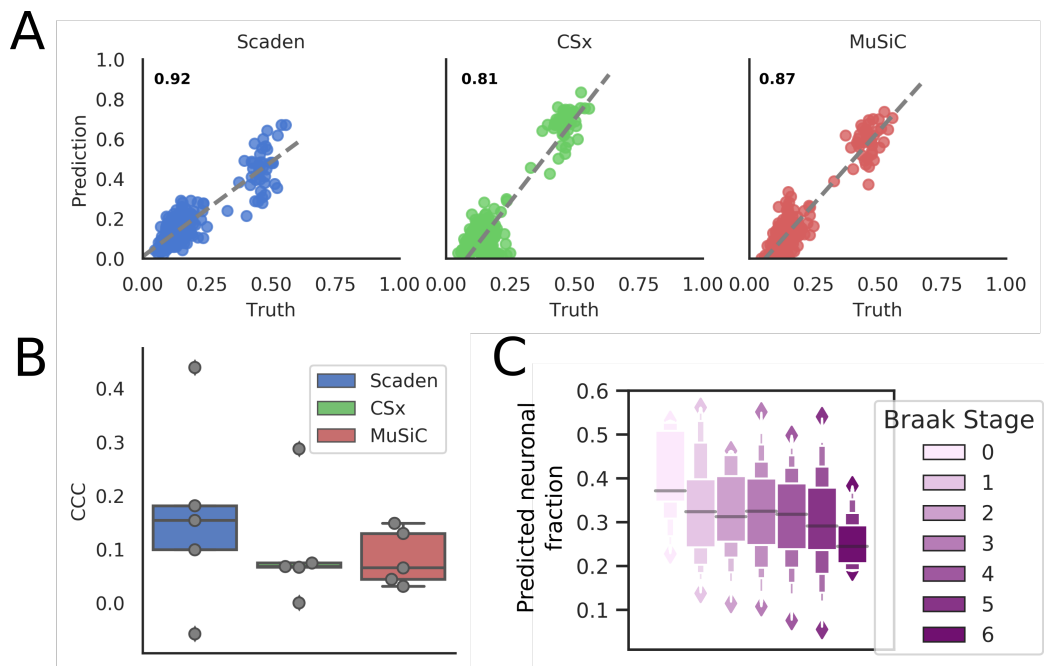 A
Scaden
CSx
MuSiC
0.92
0.81
0.87
Prediction
1.0
0.8
0.6
0.4
0.2
0.0
0.00 0.25 0.50 0.75 1.00
0.00 0.25 0.50 0.75 1.00
0.00 0.25 0.50 0.75 1.00
Truth
Truth
Truth
B
CCC
0.4
0.3
0.2
0.1
0.0
Scaden
CSx
MuSiC
C
Predicted neuronal
fraction
0.6
0.5
0.4
0.3
0.2
0.1
Braak Stage
0
1
2
3
4
5
6